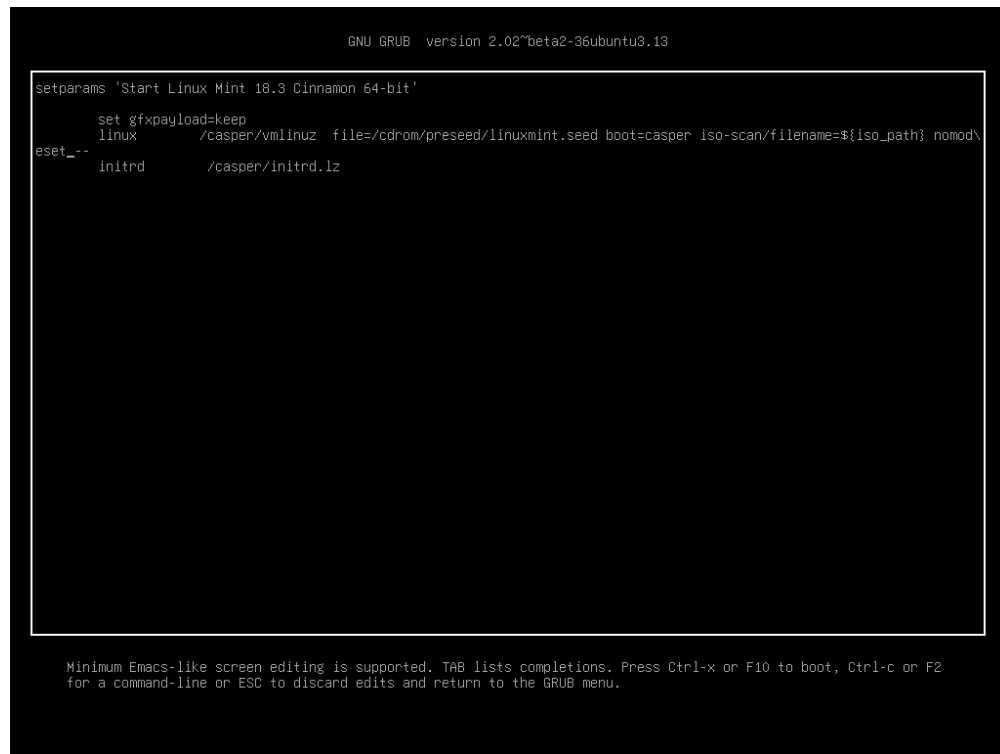 GNU GRUB  version 2.02~beta2-36ubuntu3.13
setparams 'Start Linux Mint 18.3 Cinnamon 64-bit'
set gfxpayload=keep
linux        /casper/vmlinuz  file=/cdrom/preseed/linuxmint.seed boot=casper iso-scan/filename=${iso_path} nomod\
eset_--
initrd        /casper/initrd.lz
Minimum Emacs-like screen editing is supported. TAB lists completions. Press Ctrl-x or F10 to boot, Ctrl-c or F2
for a command-line or ESC to discard edits and return to the GRUB menu.